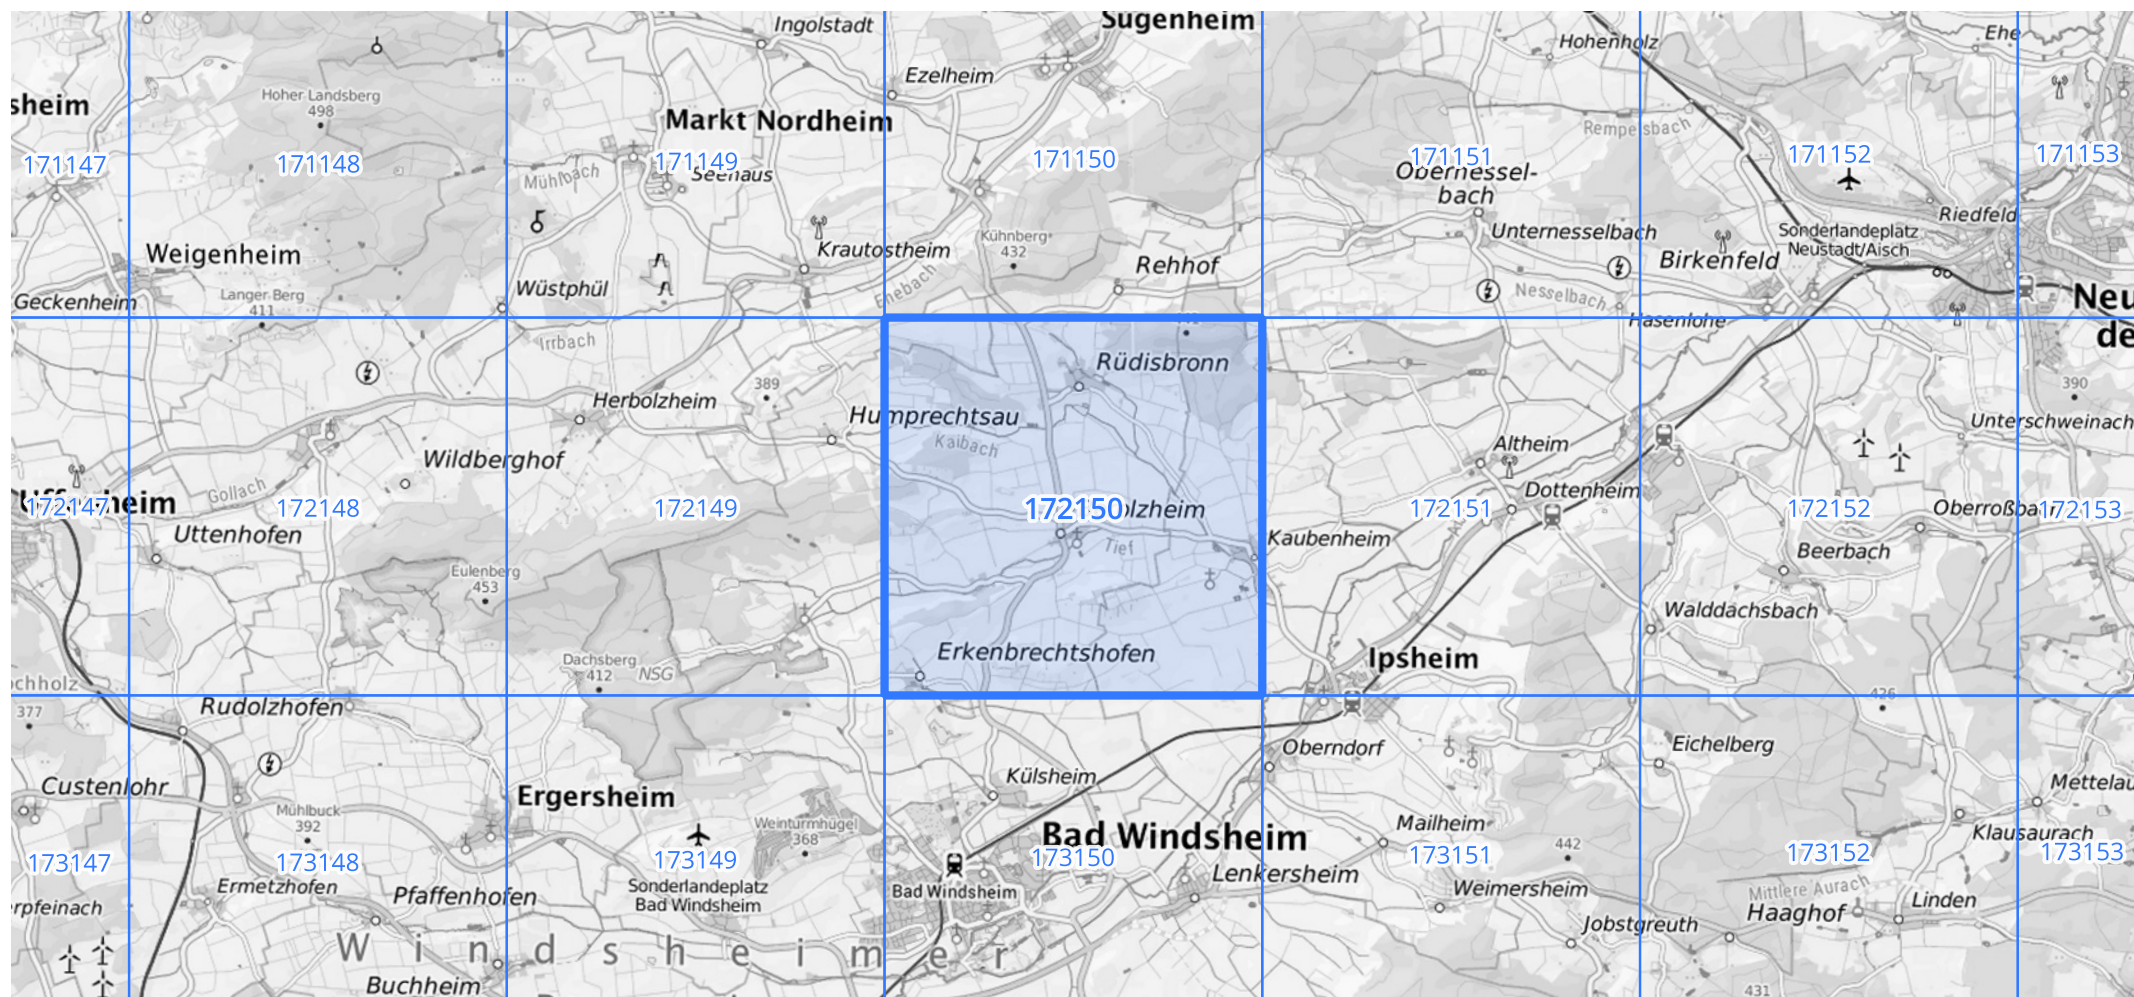 Ingolstadt
Sugenheim
Hohenholz
Ehe
Ezelheim
Hoher Landsberg
498
sheim
Markt Nordheim
Rempelsbach
171147
171148
171149
171150
171151
171152
171153
Mühlbach
Seehaus
Obernessel-
bach
Riedfeld
Sonderlandeplatz
Neustadt/Aisch
Weigenheim
Krautostheim
Kühnberg
432
Rehhof
Unternesselbach
Birkenfeld
Geckenheim
Langer Berg
411
Wüstphül
Ehebach
Nesselbach
Hasenlohe
Neu
de
Irrbach
Rüdisbronn
389
390
Herbolzheim
Humprechtsau
Kaibach
Altheim
Unterschweinach
Wildberghof
Gollach
Dottenheim
172147
172148
172149
172150
olzheim
172151
172152
Oberroßba
172153
Uttenhofen
Kaubenheim
Tief
Beerbach
Eulenberg
453
Walddachsbach
Dachsberg
412
NSG
Erkenbrechtshofen
Ipsheim
ochholz
377
Rudolzhofen
426
Oberndorf
Eichelberg
Custenlohr
Ergersheim
Külsheim
Mettelau
Mühlbuck
392
Weinturmhügel
368
Bad Windsheim
Mailheim
442
Klausaurach
173147
173148
173149
173150
173151
173152
173153
Ermetzhofen
Pfaffenhofen
Sonderlandeplatz
Bad Windsheim
Bad Windsheim
Lenkersheim
Weimersheim
Mittlere Aurach
Linden
erpfeinach
Haaghof
Jobstgreuth
Windsheimer
Buchheim
431